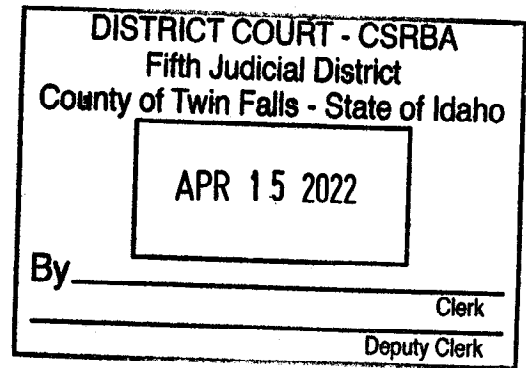 DISTRICT COURT - CSRBA
Fifth Judicial District
County of Twin Falls - State of Idaho
APR 15 2022
By
Clerk
Deputy Clerk